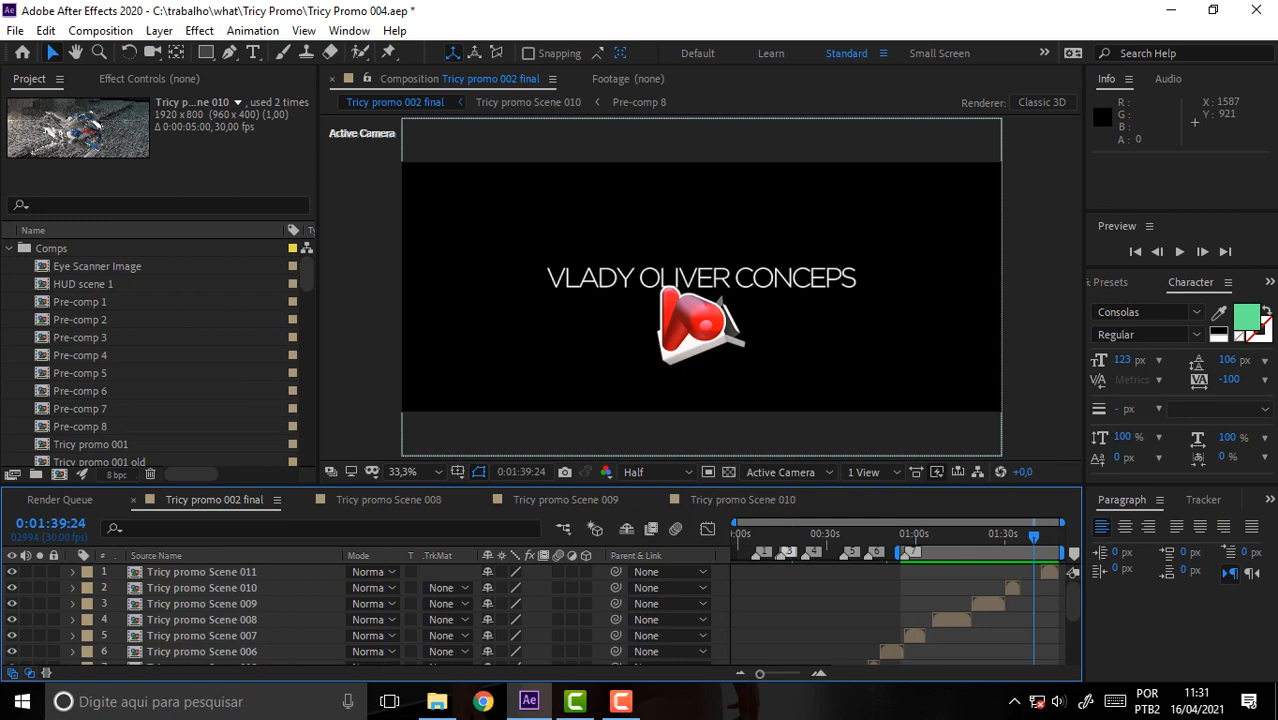 Adobe After Effects 2020 - C:\trabalho\what\Tricy Promo\Tricy Promo 004.aep *
File Edit Composition Layer Effect Animation View Window Help
Snapping Default Learn Standard Small Screen Search Help
Project Effect Controls (none)
Composition Tricy promo 002 final Footage (none)
Info Audio
Tricy p...ne 010 , used 2 times
1920 x 800 (960 x 400) (1,00)
Δ 0:00:05:00, 30,00 fps
Tricy promo 002 final Tricy promo Scene 010 Pre-comp 8 Renderer: Classic 3D
Active Camera
R: X: 1587
G: Y: 921
B:
A: 0
VLADY OLIVER CONCEPS
Name
Comps
Eye Scanner Image
HUD scene 1
Pre-comp 1
Pre-comp 2
Pre-comp 3
Pre-comp 4
Pre-comp 5
Pre-comp 6
Pre-comp 7
Pre-comp 8
Tricy promo 001
Tricy promo 001 old
8 bpc
Preview
Presets Character
Consolas
Regular
123 px 106 px
Metrics -100
- px
100 % 100 %
0 px 0 %
33,3% 0:01:39:24 Half Active Camera 1 View +0,0
Render Queue Tricy promo 002 final Tricy promo Scene 008 Tricy promo Scene 009 Tricy promo Scene 010
Paragraph Tracker
0:01:39:24
02994 (30.00 fps)
:00s 00:30s 01:00s 01:30s
1 3 4 5 6 7
# Source Name Mode T .TrkMat Parent & Link
1 Tricy promo Scene 011 Norma None
2 Tricy promo Scene 010 Norma None None
3 Tricy promo Scene 009 Norma None None
4 Tricy promo Scene 008 Norma None None
5 Tricy promo Scene 007 Norma None None
6 Tricy promo Scene 006 Norma None None
0 px 0 px 0 px
0 px 0 px
Digite aqui para pesquisar
Ae
POR
PTB2
11:31
16/04/2021